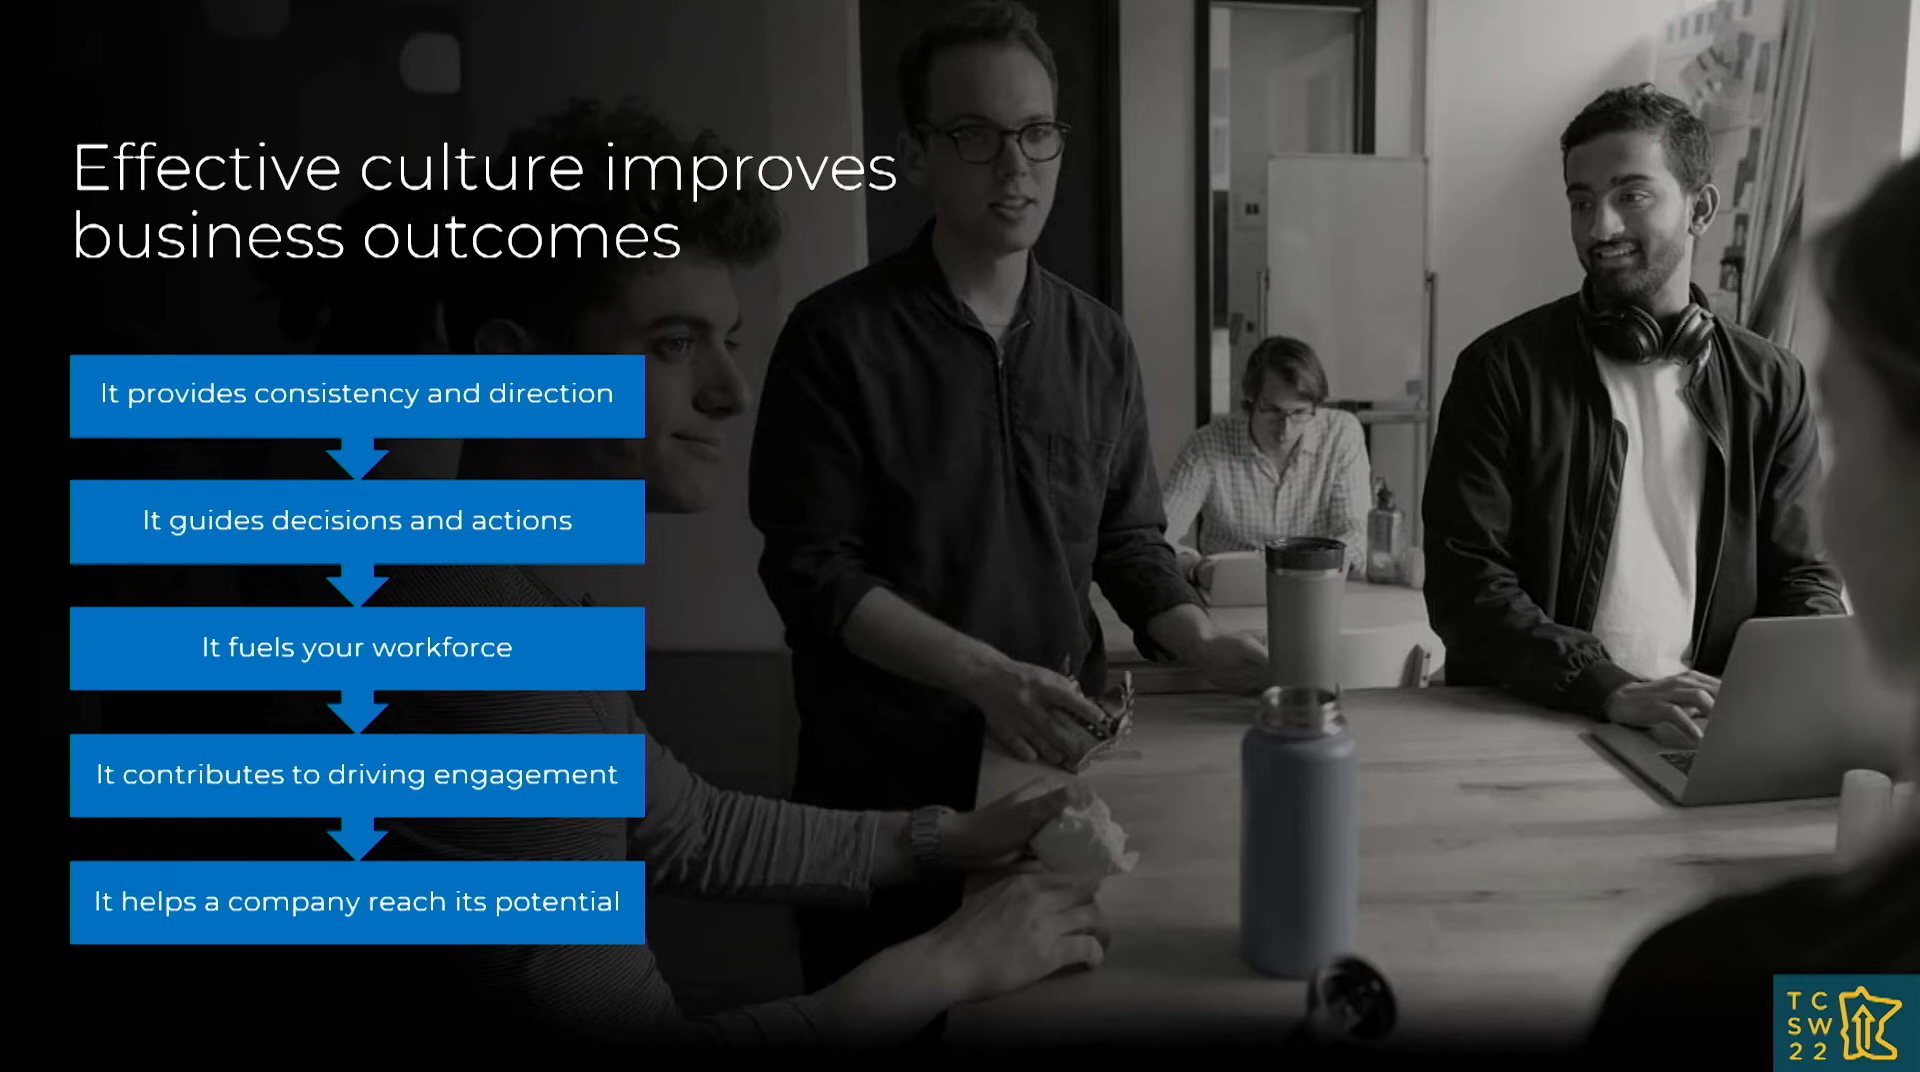 Effective culture improves
business outcomes
It provides consistency and direction
It guides decisions and actions
It fuels your workforce
It contributes to driving engagement
It helps a company reach its potential
T C
S W
2 2